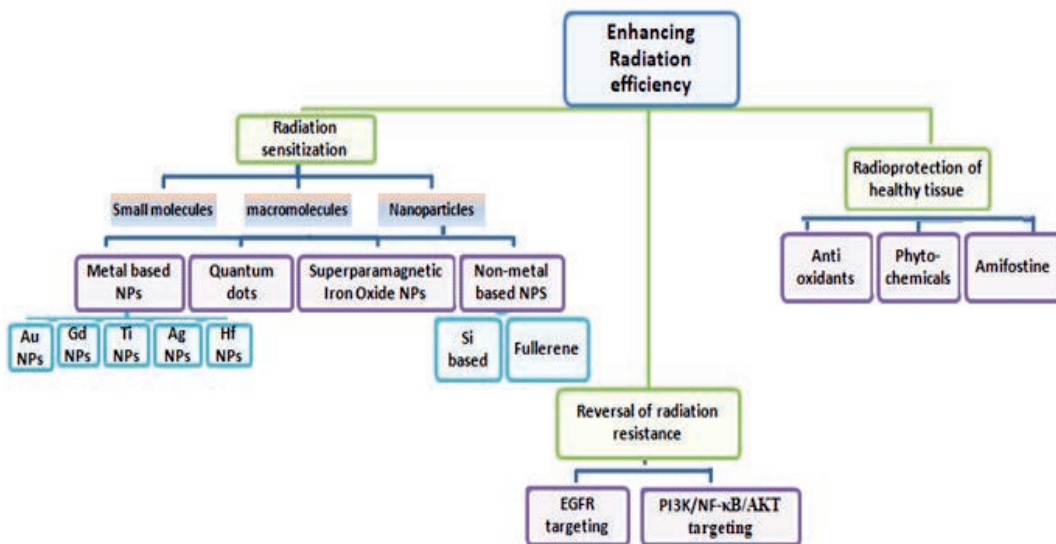 Enhancing
Radiation
efficiency
Radiation
sensitization
Radioprotection of
healthy tissue
Small molecules
macromolecules
Nanoparticles
Anti
oxidants
Phyto-
chemicals
Amifostine
Metal based
NPs
Quantum
dots
Superparamagnetic
Iron Oxide NPs
Non-metal
based NPS
Au
NPs
Gd
NPs
Ti
NPs
Ag
NPs
Hf
NPs
Si
based
Fullerene
Reversal of radiation
resistance
EGFR
targeting
PI3K/NF-κB/AKT
targeting